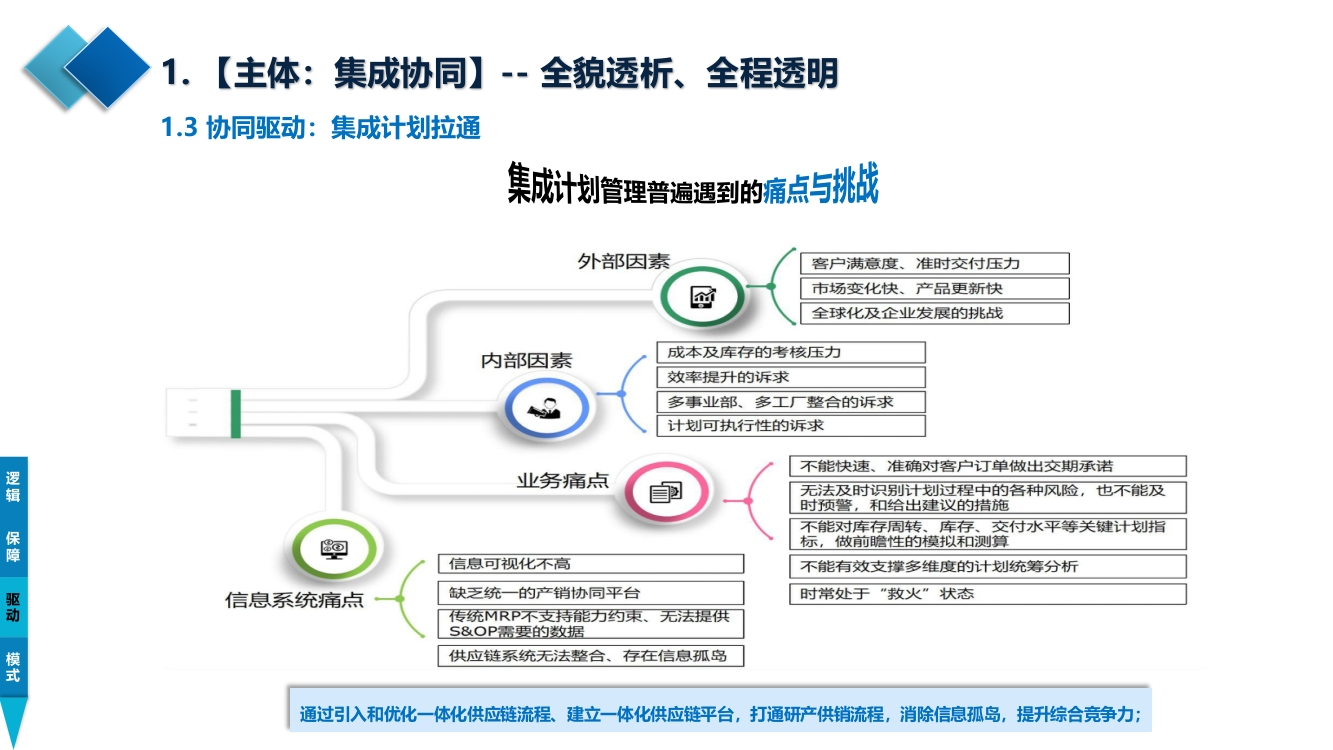 1. 【主体：集成协同】-- 全貌透析、全程透明
1.3 协同驱动：集成计划拉通
集成计划管理普遍遇到的痛点与挑战
外部因素
客户满意度、准时交付压力
市场变化快、产品更新快
全球化及企业发展的挑战
内部因素
成本及库存的考核压力
效率提升的诉求
多事业部、多工厂整合的诉求
计划可执行性的诉求
业务痛点
不能快速、准确对客户订单做出交期承诺
无法及时识别计划过程中的各种风险，也不能及
时预警，和给出建议的措施
不能对库存周转、库存、交付水平等关键计划指
标，做前瞻性的模拟和测算
不能有效支撑多维度的计划统筹分析
时常处于“救火”状态
信息系统痛点
信息可视化不高
缺乏统一的产销协同平台
传统MRP不支持能力约束、无法提供
S&OP需要的数据
供应链系统无法整合、存在信息孤岛
逻辑
保障
驱动
模式
通过引入和优化一体化供应链流程、建立一体化供应链平台，打通研产供销流程，消除信息孤岛，提升综合竞争力；